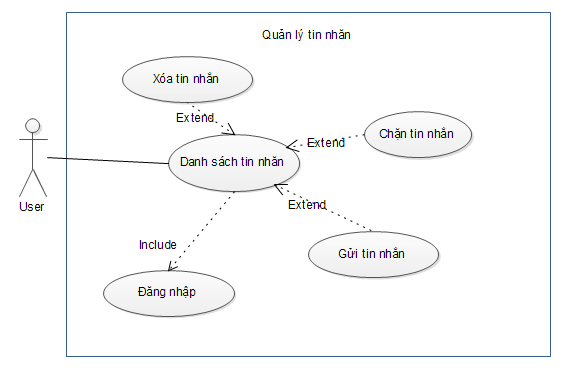 Quản lý tin nhắn
Xóa tin nhắn
Extend
Chặn tin nhắn
Extend
Danh sách tin nhăn
User
Extend
Include
Gửi tin nhắn
Đăng nhập